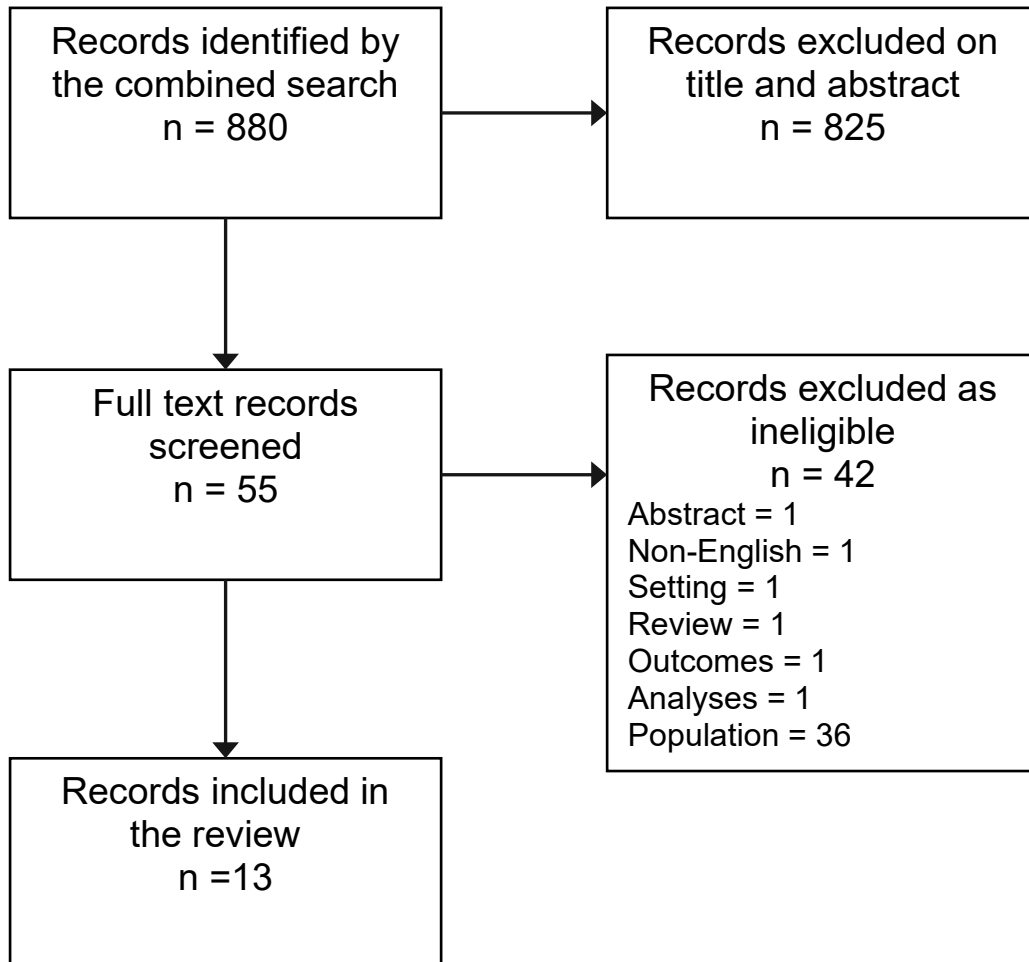 Records identified by
the combined search
n = 880
Records excluded on
title and abstract
n = 825
Full text records
screened
n = 55
Records excluded as
ineligible
n = 42
Abstract = 1
Non-English = 1
Setting = 1
Review = 1
Outcomes = 1
Analyses = 1
Population = 36
Records included in
the review
n =13